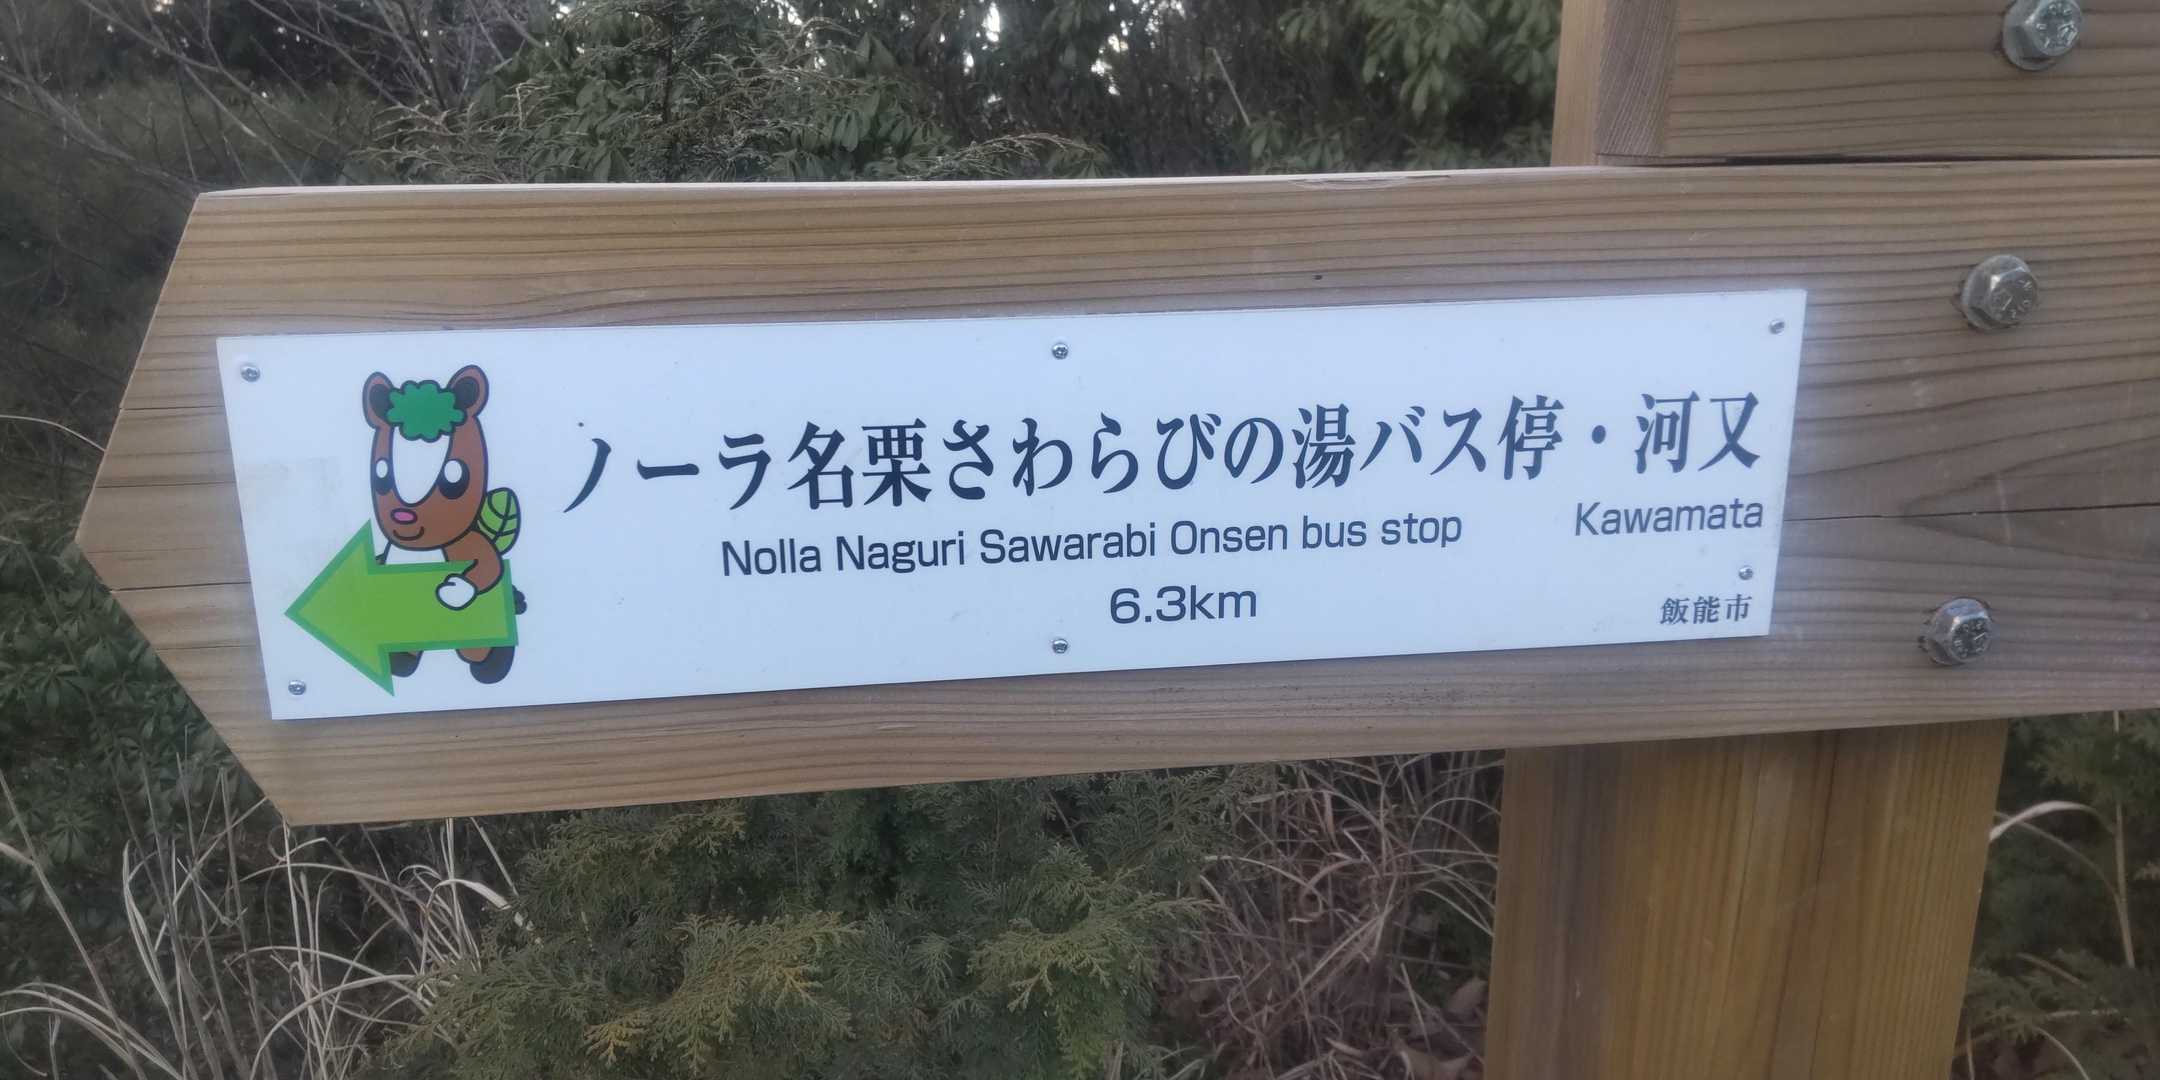 ノーラ名栗さわらびの湯バス停・河又
Nolla Naguri Sawarabi Onsen bus stop Kawamata
6.3km
飯能市